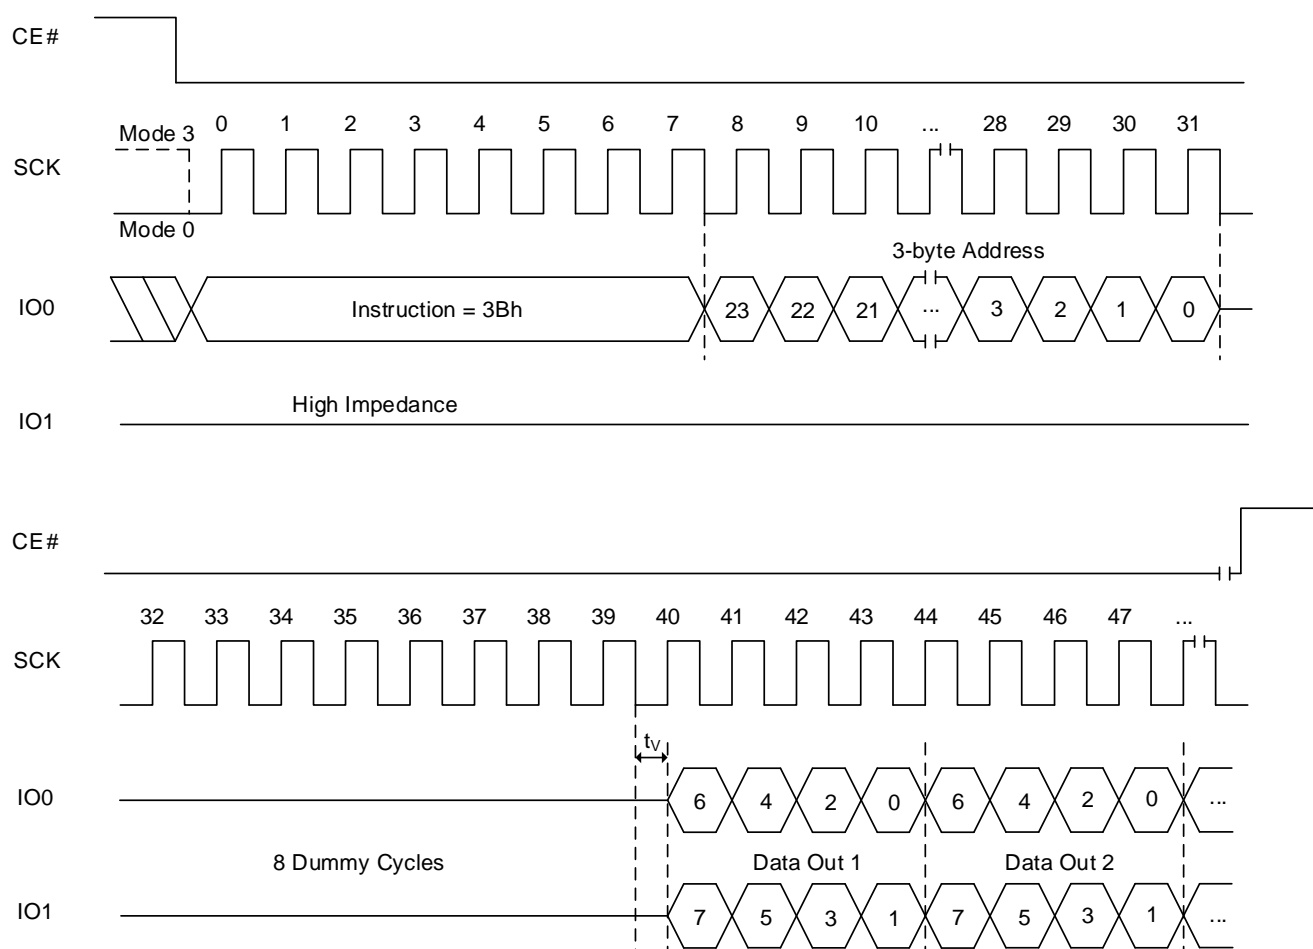 CE#
Mode 3 0 1 2 3 4 5 6 7 8 9 10 ... 28 29 30 31
SCK
Mode 0
3-byte Address
IO0 Instruction = 3Bh 23 22 21 ... 3 2 1 0
High Impedance
IO1
CE#
32 33 34 35 36 37 38 39 40 41 42 43 44 45 46 47 ...
SCK
tV
IO0 6 4 2 0 6 4 2 0 ...
8 Dummy Cycles Data Out 1 Data Out 2
IO1 7 5 3 1 7 5 3 1 ...